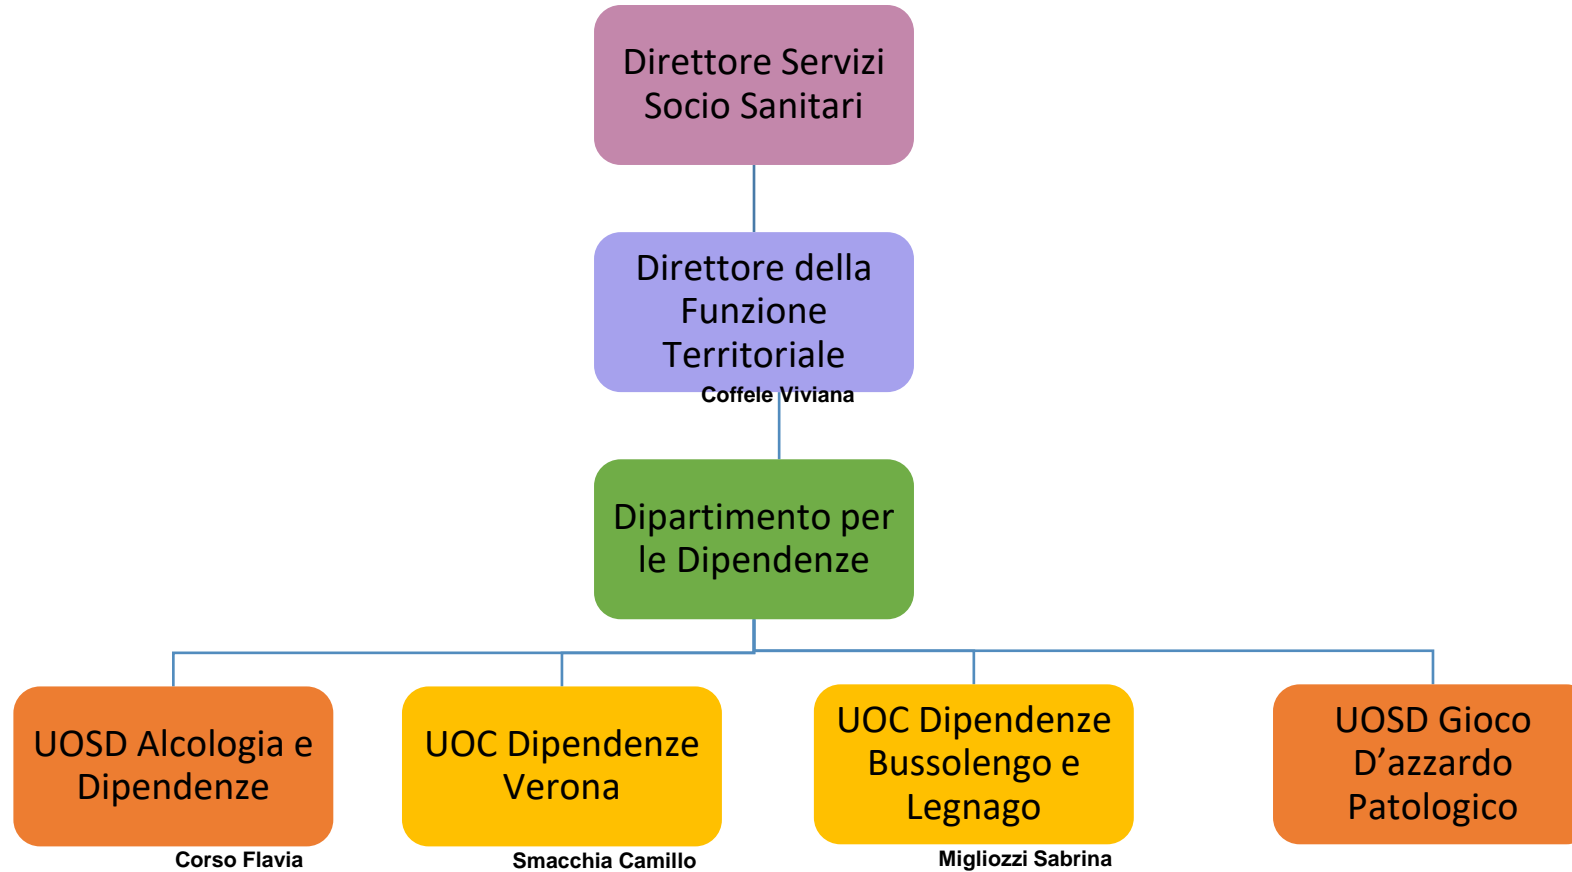 Direttore Servizi
Socio Sanitari
Direttore della
Funzione
Territoriale
Coffele Viviana
Dipartimento per
le Dipendenze
UOSD Alcologia e
Dipendenze
Corso Flavia
UOC Dipendenze
Verona
Smacchia Camillo
UOC Dipendenze
Bussolengo e
Legnago
Migliozzi Sabrina
UOSD Gioco
D’azzardo
Patologico